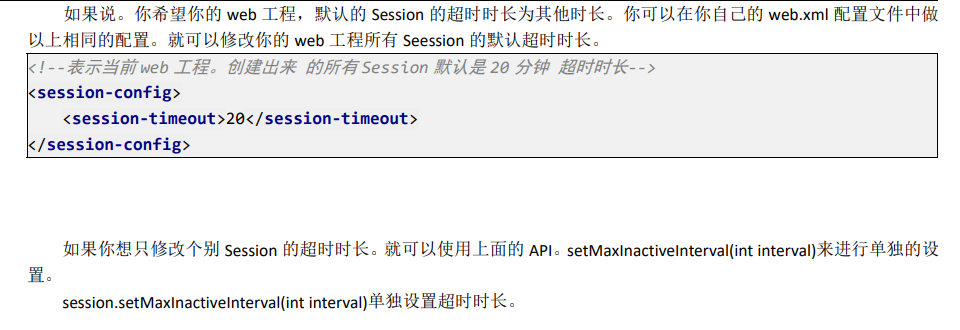 如果说。你希望你的 web 工程，默认的 Session 的超时时长为其他时长。你可以在你自己的 web.xml 配置文件中做
以上相同的配置。就可以修改你的 web 工程所有 Seession 的默认超时时长。
<!--表示当前 web 工程。创建出来 的所有 Session 默认是 20 分钟 超时时长-->
<session-config>
    <session-timeout>20</session-timeout>
</session-config>
如果你想只修改个别 Session 的超时时长。就可以使用上面的 API。setMaxInactiveInterval(int interval)来进行单独的设
置。
session.setMaxInactiveInterval(int interval)单独设置超时时长。